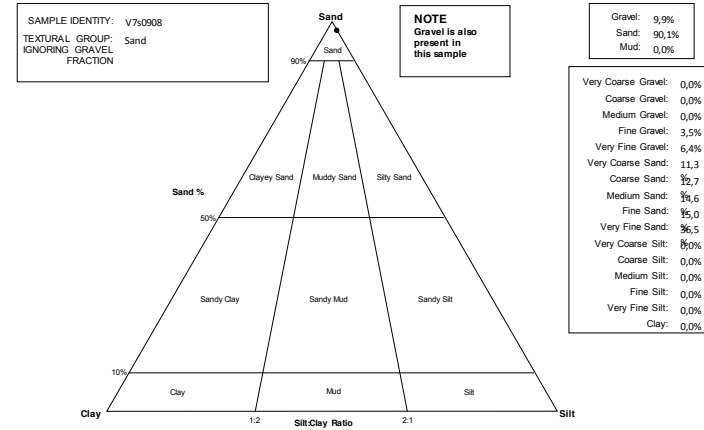 SAMPLE IDENTITY: V7s0908
TEXTURAL GROUP: Sand
IGNORING GRAVEL
FRACTION
NOTE
Gravel is also
present in
this sample
Gravel: 9,9%
Sand: 90,1%
Mud: 0,0%
Sand
Sand
90%
Clayey Sand
Muddy Sand
Silty Sand
Sand %
50%
Sandy Clay
Sandy Mud
Sandy Silt
10%
Clay
Mud
Silt
Clay
Silt
1:2
Silt:Clay Ratio
2:1
Very Coarse Gravel: 0,0%
Coarse Gravel: 0,0%
Medium Gravel: 0,0%
Fine Gravel: 3,5%
Very Fine Gravel: 6,4%
Very Coarse Sand: 11,3
%
Coarse Sand: 12,7
%
Medium Sand: 14,6
%
Fine Sand: 15,0
%
Very Fine Sand: 36,5
%
Very Coarse Silt: 0,0%
Coarse Silt: 0,0%
Medium Silt: 0,0%
Fine Silt: 0,0%
Very Fine Silt: 0,0%
Clay: 0,0%